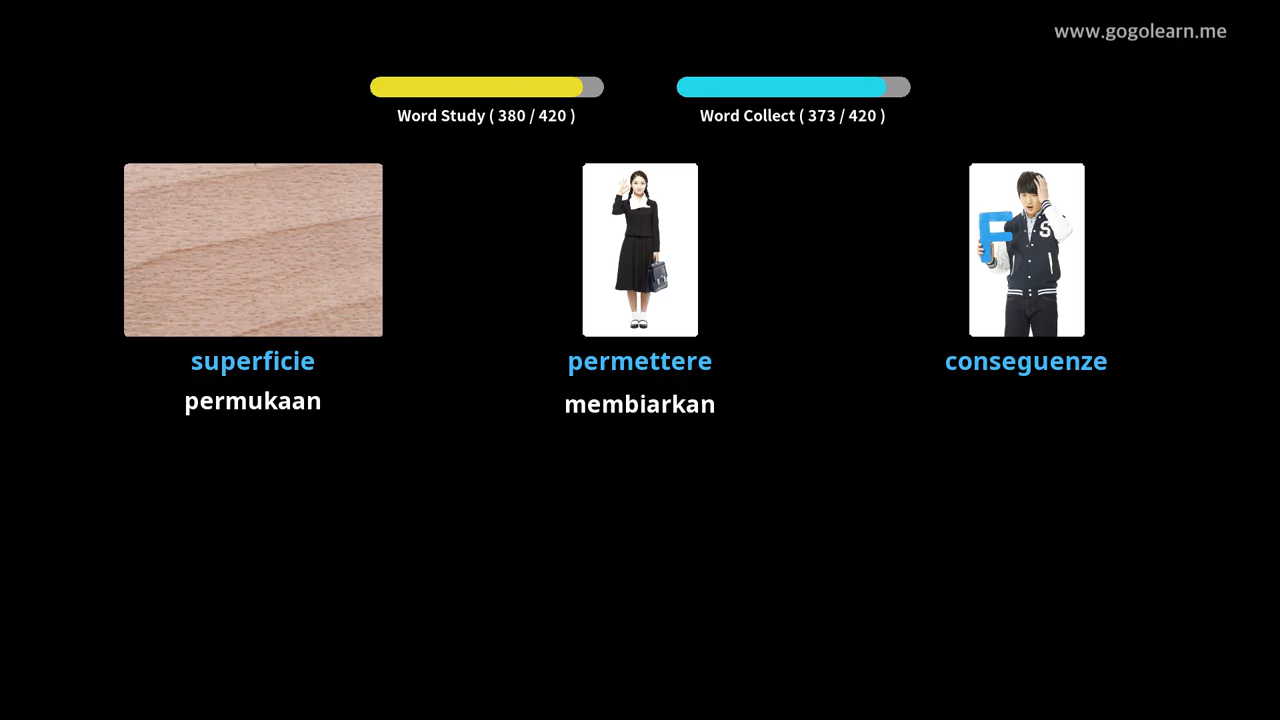 www.gogolearn.me
Word Study ( 380 / 420 )
Word Collect ( 373 / 420 )
F
S
superficie
permettere
conseguenze
permukaan
membiarkan